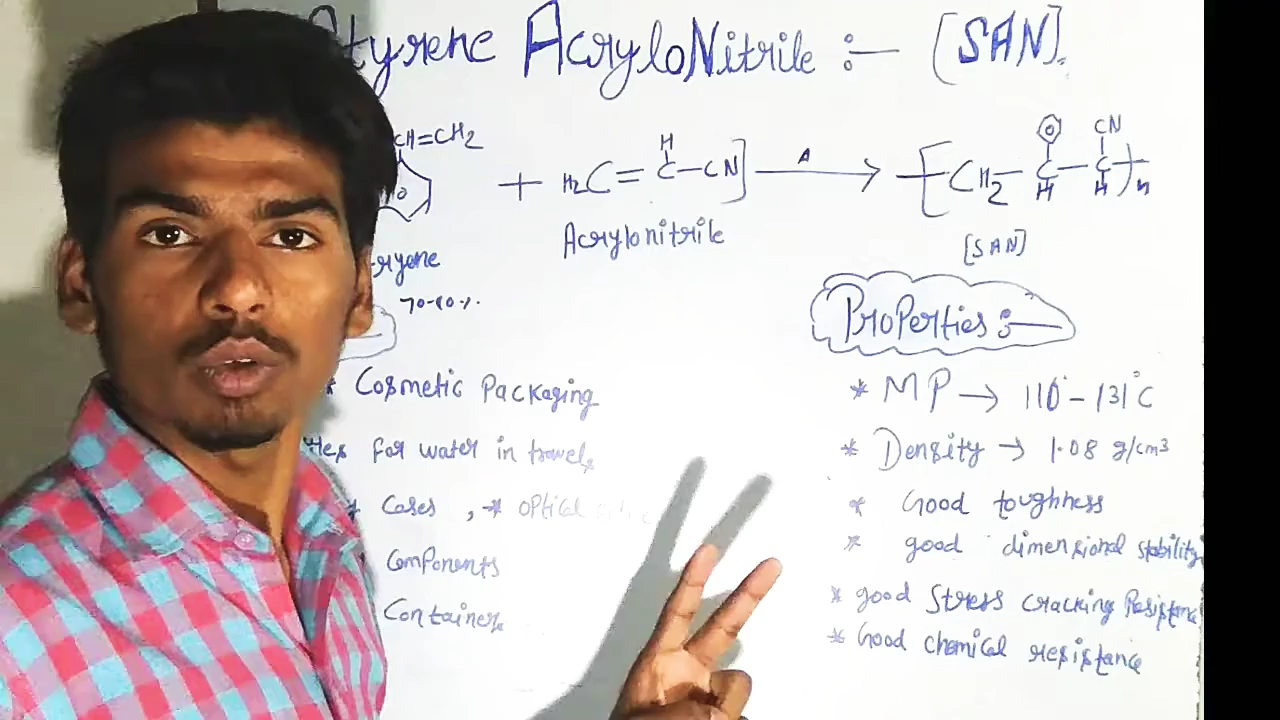 Styrene AcryloNitrile :- [SAN].
CH=CH2
+ H2C = C - CN] → [CH2 - C - C]n
H
CN
H H
Acrylonitrile
[SAN]
Properties :-
* Cosmetic Packaging
for water in travels
* Cases , * optical
Components
Containers
* MP → 110° - 131°C
* Density → 1.08 g/cm3
* Good toughness
* good dimensional stability
* good Stress cracking Resistance
* Good chemical resistance